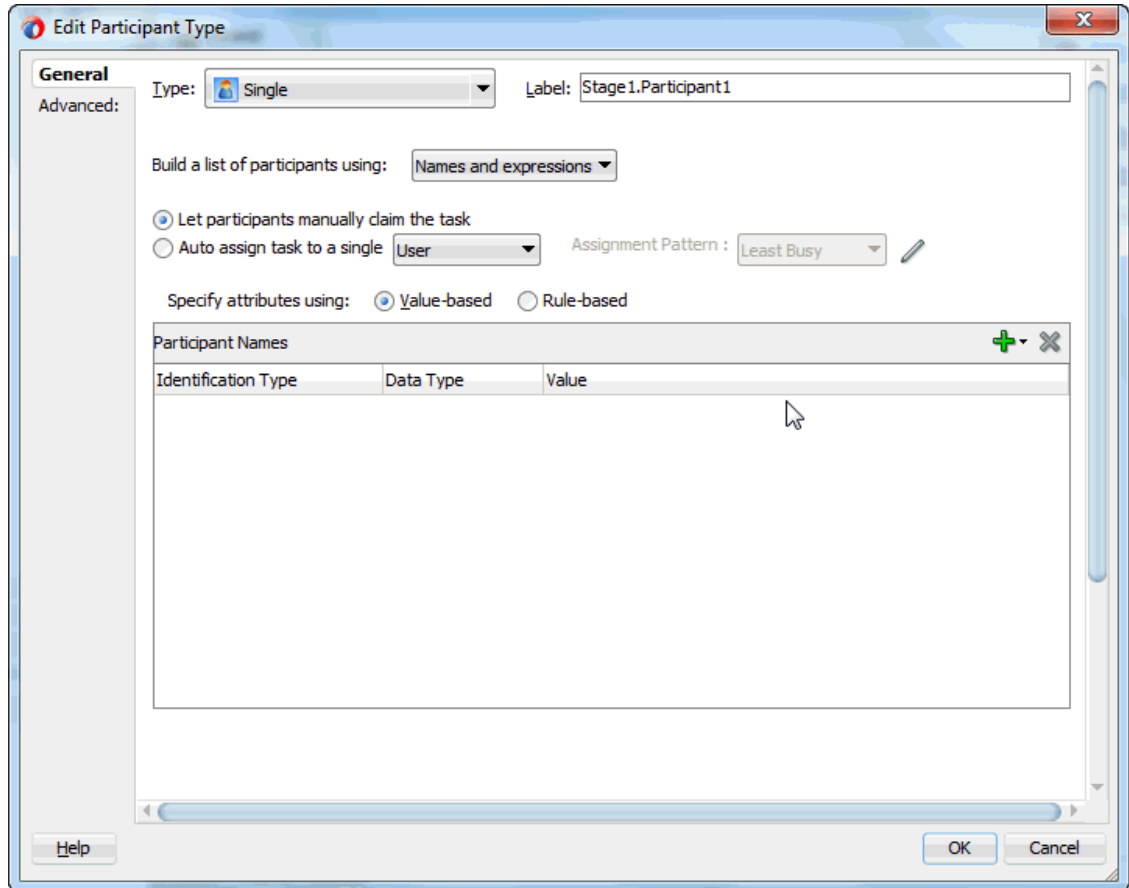 Edit Participant Type
General
Advanced:
Type: Single Label: Stage1.Participant1
Build a list of participants using: Names and expressions
Let participants manually claim the task
Auto assign task to a single User Assignment Pattern : Least Busy
Specify attributes using: Value-based Rule-based
Participant Names
Identification Type Data Type Value
Help OK Cancel